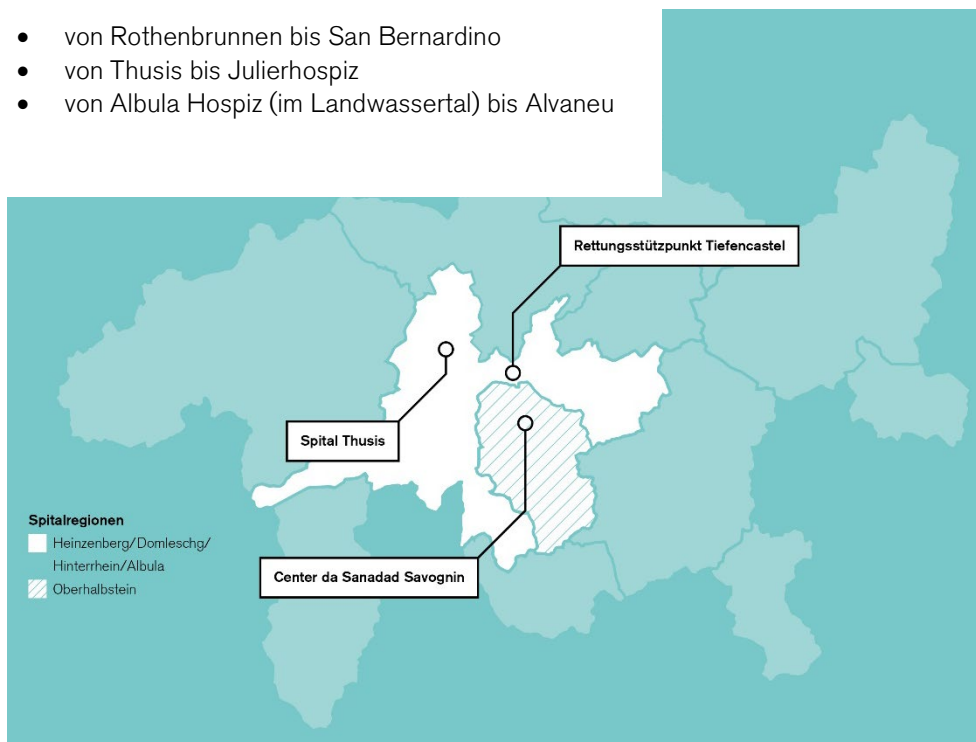 • von Rothenbrunnen bis San Bernardino
• von Thusis bis Julierhospiz
• von Albula Hospiz (im Landwassertal) bis Alvaneu
Rettungsstützpunkt Tiefencastel
Spital Thusis
Center da Sanadad Savognin
Spitalregionen
Heinzenberg/Domleschg/
Hinterrhein/Albula
Oberhalbstein